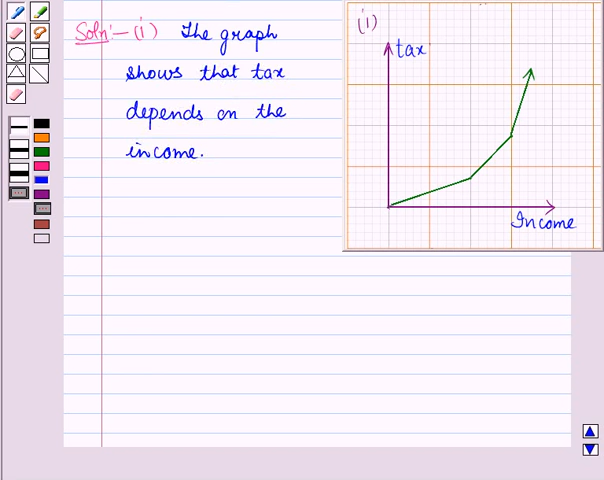 Soln:- (i) The graph
shows that tax
depends on the
income.
(i)
tax
Income